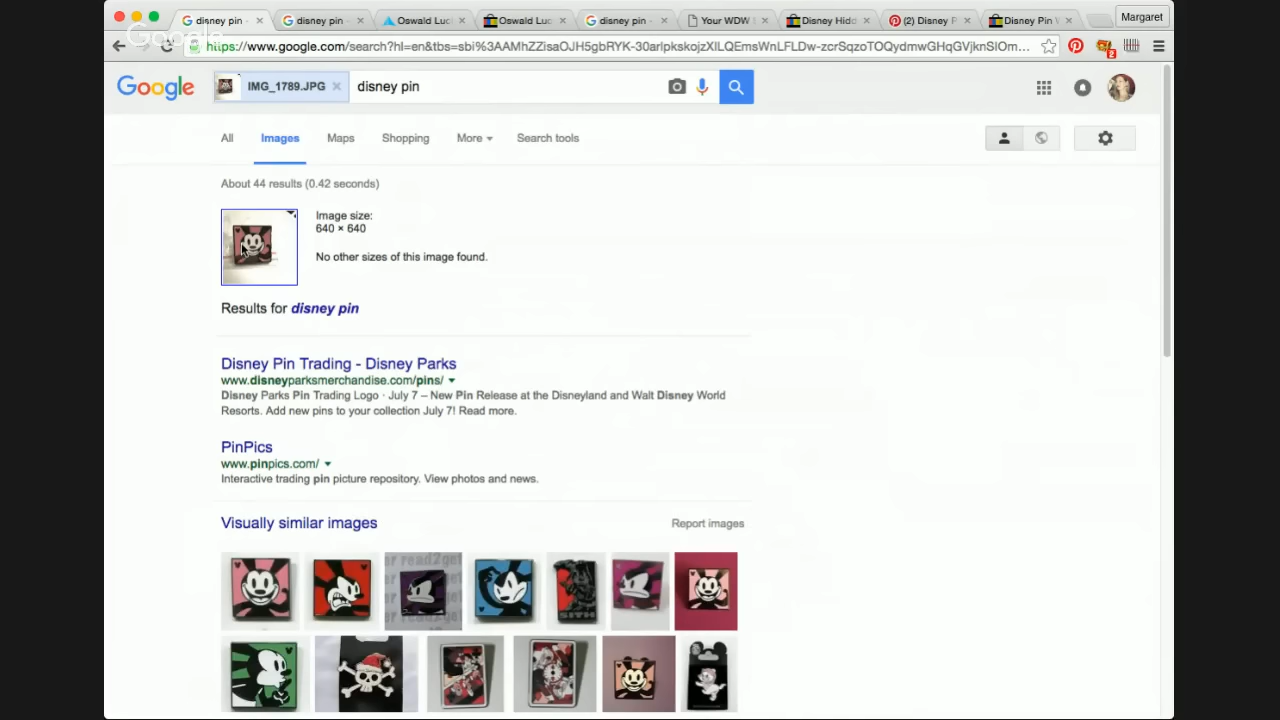 disney pin -
disney pin -
Oswald Luc
Oswald Luc
disney pin -
Your WDW
Disney Hidd
(2) Disney P
Disney Pin
Margaret
Google
Google
IMG_1789.JPG
disney pin
All
Images
Maps
Shopping
More
Search tools
About 44 results (0.42 seconds)
Image size:
640 × 640
No other sizes of this image found.
Results for disney pin
Disney Pin Trading - Disney Parks
www.disneyparksmerchandise.com/pins/
Disney Parks Pin Trading Logo · July 7 – New Pin Release at the Disneyland and Walt Disney World
Resorts. Add new pins to your collection July 7! Read more.
PinPics
www.pinpics.com/
Interactive trading pin picture repository. View photos and news.
Visually similar images
Report images
SITH